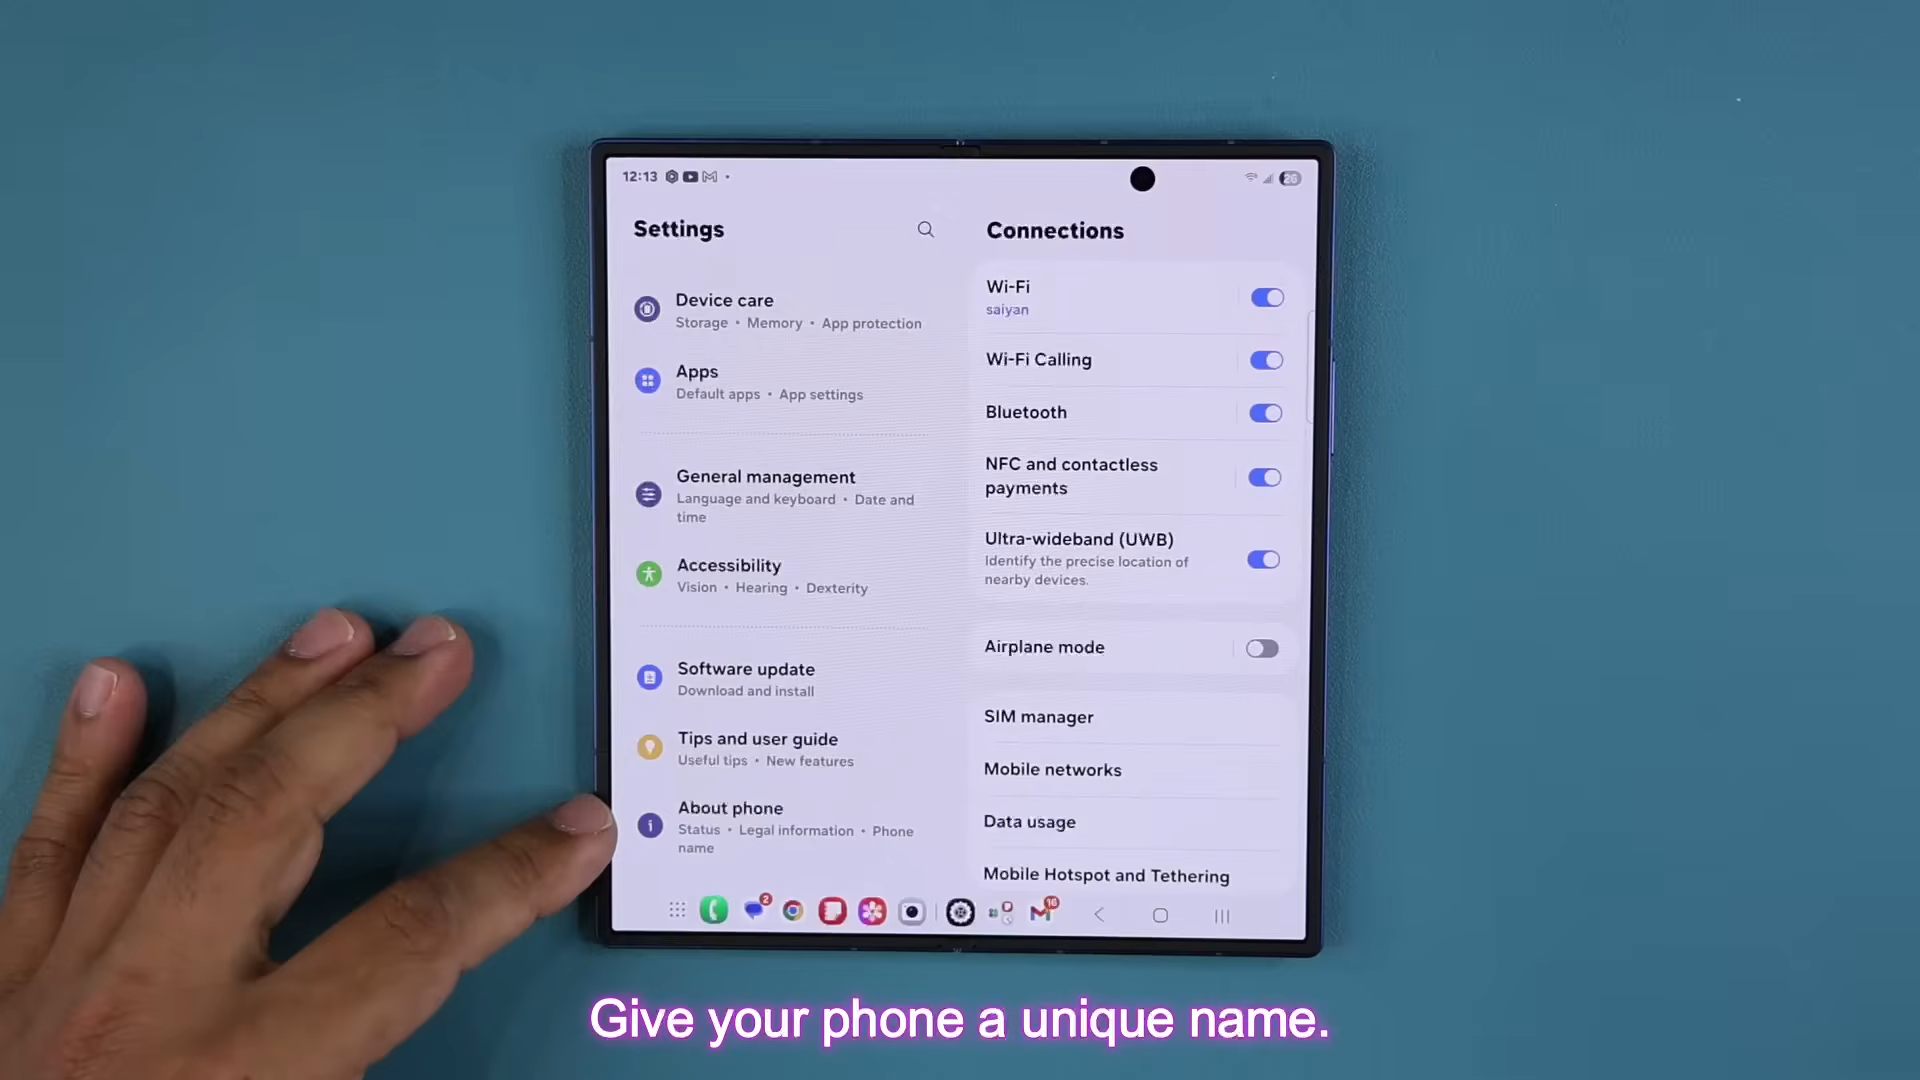 12:13
26
Settings
Connections
Device care
Storage • Memory • App protection
Apps
Default apps • App settings
General management
Language and keyboard • Date and
time
Accessibility
Vision • Hearing • Dexterity
Software update
Download and install
Tips and user guide
Useful tips • New features
About phone
Status • Legal information • Phone
name
Wi-Fi
saiyan
Wi-Fi Calling
Bluetooth
NFC and contactless
payments
Ultra-wideband (UWB)
Identify the precise location of
nearby devices.
Airplane mode
SIM manager
Mobile networks
Data usage
Mobile Hotspot and Tethering
2
16
Give your phone a unique name.